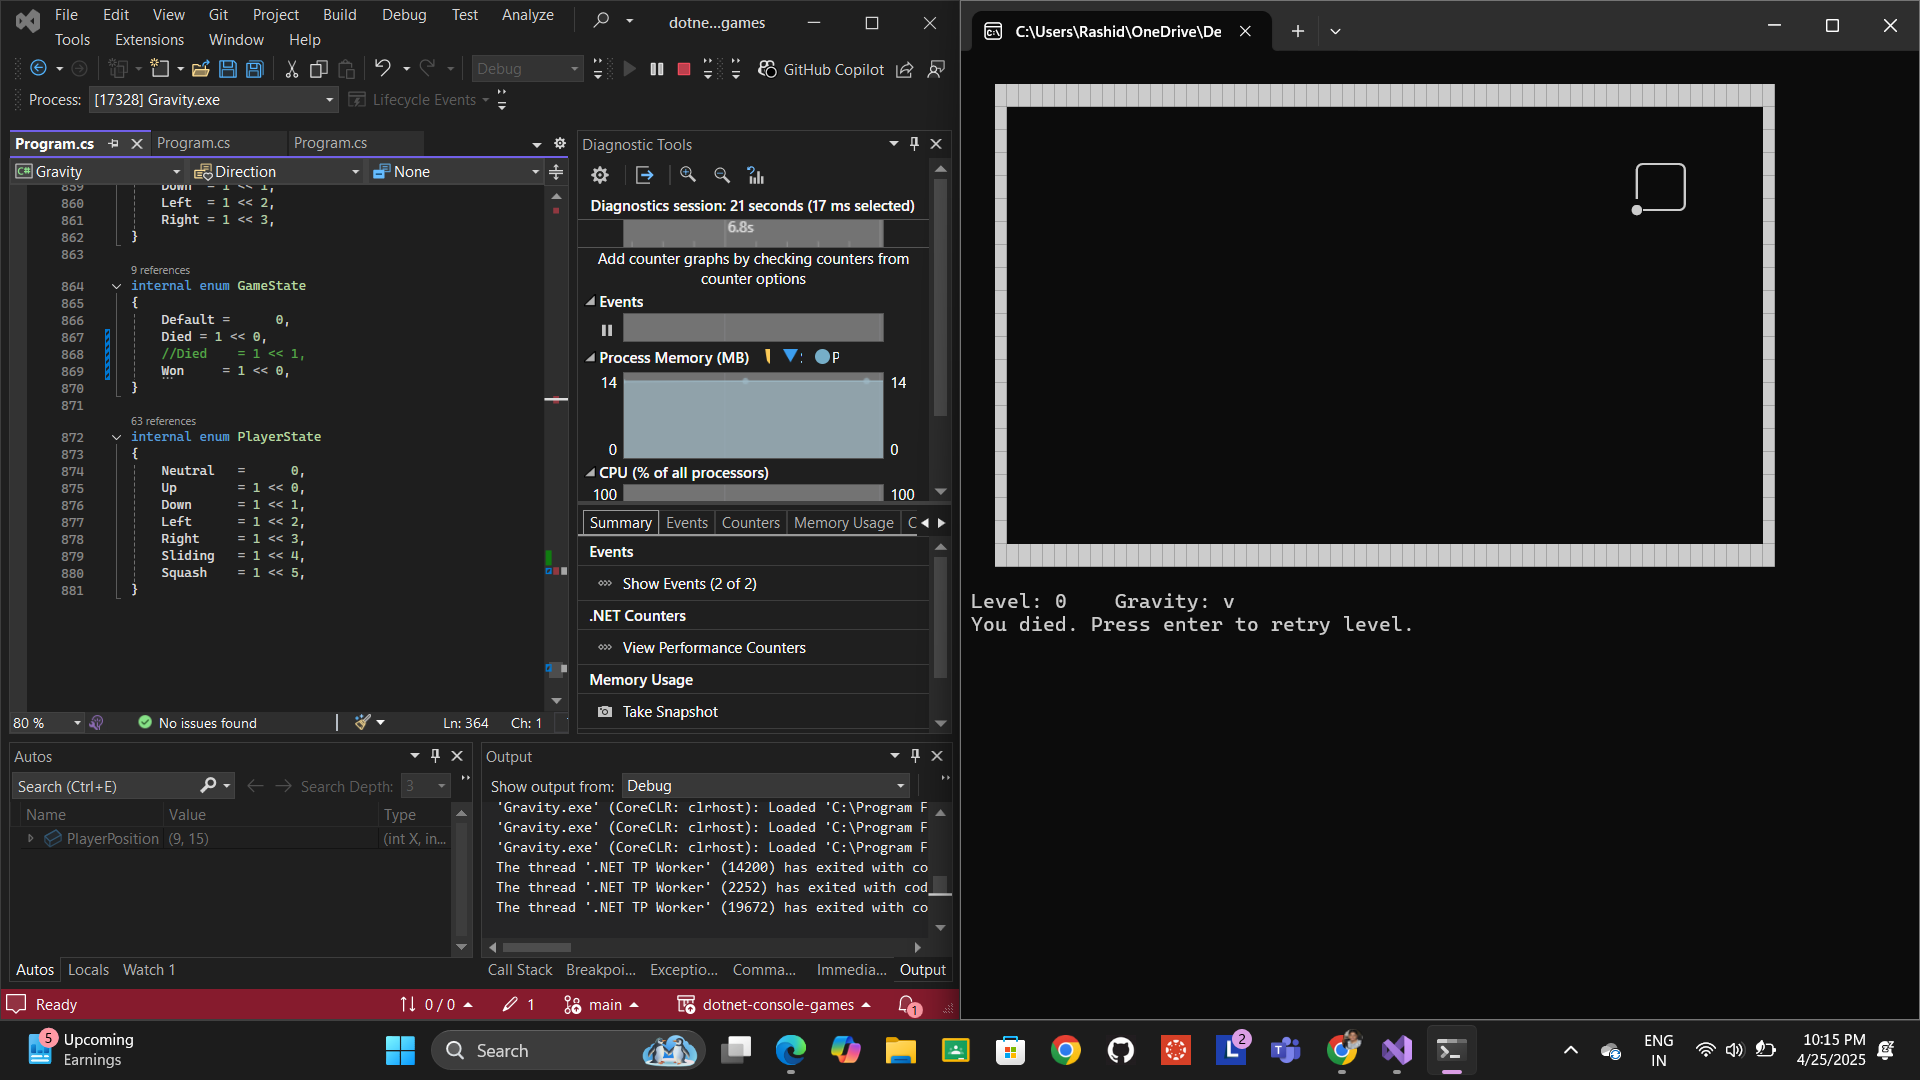 File Edit View Git Project Build Debug Test Analyze
dotne...games
Tools Extensions Window Help
Debug
GitHub Copilot
Process: [17328] Gravity.exe
Lifecycle Events
Program.cs Program.cs Program.cs
Gravity Direction None
859 Down = 1 << 1,
860 Left = 1 << 2,
861 Right = 1 << 3,
862 }
863
9 references
864 internal enum GameState
865 {
866 Default = 0,
867 Died = 1 << 0,
868 //Died = 1 << 1,
869 Won = 1 << 0,
870 }
871
63 references
872 internal enum PlayerState
873 {
874 Neutral = 0,
875 Up = 1 << 0,
876 Down = 1 << 1,
877 Left = 1 << 2,
878 Right = 1 << 3,
879 Sliding = 1 << 4,
880 Squash = 1 << 5,
881 }
80 % No issues found Ln: 364 Ch: 1
Diagnostic Tools
Diagnostics session: 21 seconds (17 ms selected)
6.8s
Add counter graphs by checking counters from
counter options
Events
Process Memory (MB) P
14 14
0 0
CPU (% of all processors)
100 100
Summary Events Counters Memory Usage C
Events
Show Events (2 of 2)
.NET Counters
View Performance Counters
Memory Usage
Take Snapshot
Autos
Search (Ctrl+E)
Search Depth: 3
Name Value Type
PlayerPosition (9, 15) (int X, in...
Autos Locals Watch 1
Output
Show output from: Debug
'Gravity.exe' (CoreCLR: clrhost): Loaded 'C:\Program F
'Gravity.exe' (CoreCLR: clrhost): Loaded 'C:\Program F
'Gravity.exe' (CoreCLR: clrhost): Loaded 'C:\Program F
The thread '.NET TP Worker' (14200) has exited with co
The thread '.NET TP Worker' (2252) has exited with cod
The thread '.NET TP Worker' (19672) has exited with co
Call Stack Breakpoi... Exceptio... Comma... Immedia... Output
Ready 0 / 0 1 main dotnet-console-games 1
C:\Users\Rashid\OneDrive\De
Level: 0 Gravity: v
You died. Press enter to retry level.
5
Upcoming
Earnings
Search
2
ENG
IN
10:15 PM
4/25/2025